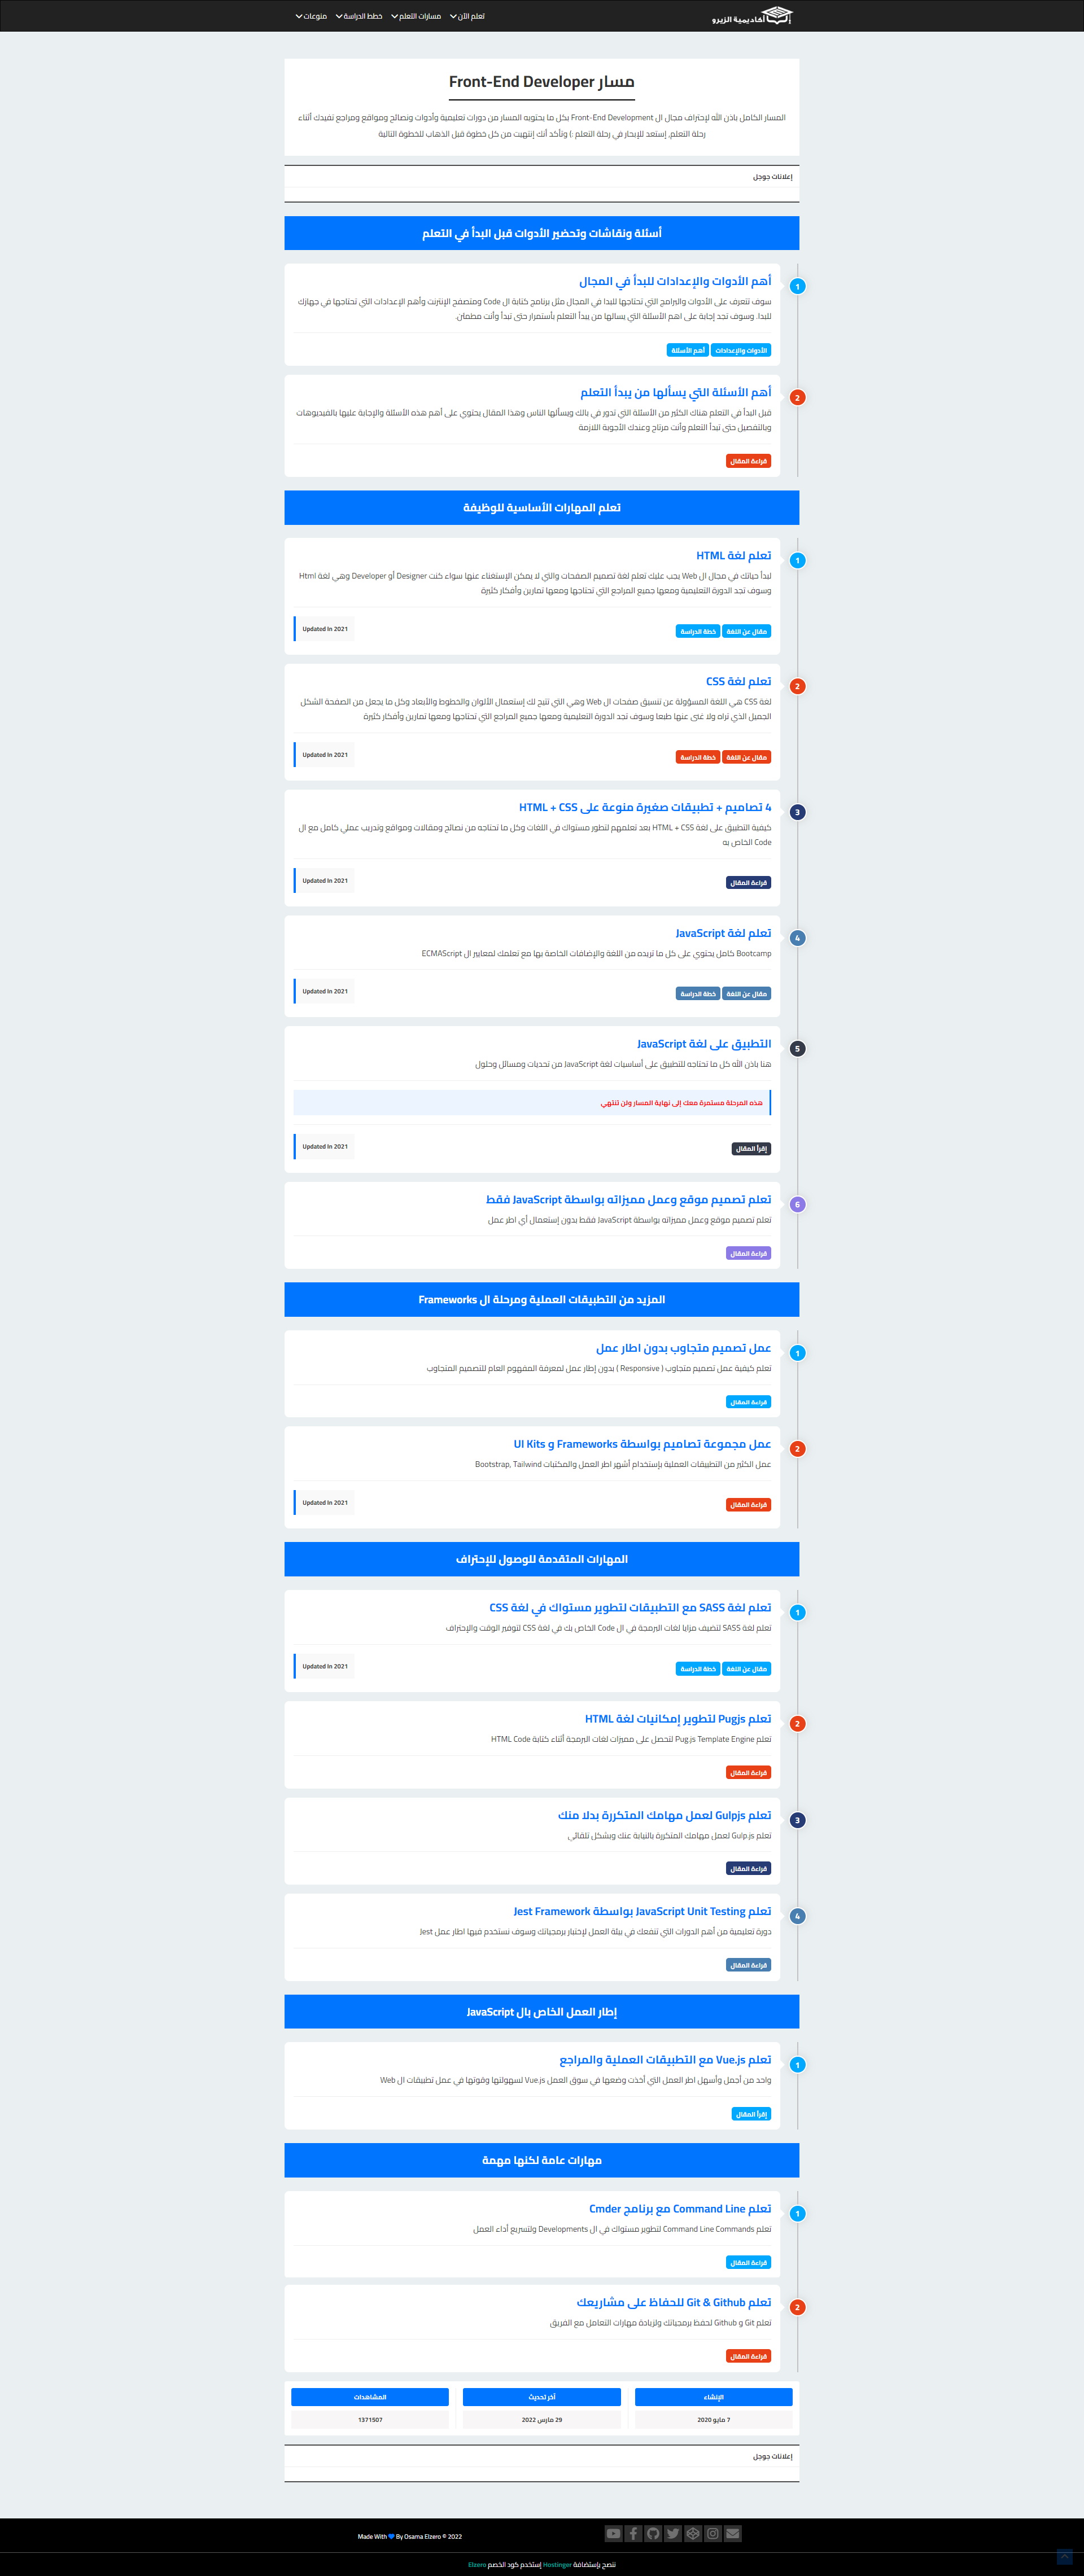 أكاديمية الزيرو
تعلم الآن
مسارات التعلم
خطط الدراسة
منوعات
مسار Front-End Developer
المسار الكامل باذن الله لإحتراف مجال ال Front-End Development بكل ما يحتويه المسار من دورات تعليمية وأدوات ونصائح ومواقع ومراجع تفيدك أثناء
رحلة التعلم. إستعد للإبحار في رحلة التعلم :) وتأكد أنك إنتهيت من كل خطوة قبل الذهاب للخطوة التالية
إعلانات جوجل
أسئلة ونقاشات وتحضير الأدوات قبل البدأ في التعلم
1
أهم الأدوات والإعدادات للبدأ في المجال
سوف تتعرف على الأدوات والبرامج التي تحتاجها للبدا في المجال مثل برنامج كتابة ال Code ومتصفح الإنترنت وأهم الإعدادات التي تحتاجها في جهازك
للبدا. وسوف تجد إجابة على اهم الأسئلة التي يسالها من يبدأ التعلم بأستمرار حتى تبدأ وأنت مطمئن.
الأدوات والإعدادات
أهم الأسئلة
2
أهم الأسئلة التي يسألها من يبدأ التعلم
قبل البدأ في التعلم هناك الكثير من الأسئلة التي تدور في بالك ويسألها الناس وهذا المقال يحتوي على أهم هذه الأسئلة والإجابة عليها بالفيديوهات
وبالتفصيل حتى تبدأ التعلم وأنت مرتاح وعندك الأجوبة اللازمة
قراءة المقال
تعلم المهارات الأساسية للوظيفة
1
تعلم لغة HTML
لبدأ حياتك في مجال ال Web يجب عليك تعلم لغة تصميم الصفحات والتي لا يمكن الإستغناء عنها سواء كنت Designer أو Developer وهي لغة Html
وسوف تجد الدورة التعليمية ومعها جميع المراجع التي تحتاجها ومعها تمارين وأفكار كثيرة
مقال عن اللغة
خطة الدراسة
Updated In 2021
2
تعلم لغة CSS
لغة CSS هي اللغة المسؤولة عن تنسيق صفحات ال Web وهي التي تتيح لك إستعمال الألوان والخطوط والأبعاد وكل ما يجعل من الصفحة الشكل
الجميل الذي تراه ولا غنى عنها طبعا وسوف تجد الدورة التعليمية ومعها جميع المراجع التي تحتاجها ومعها تمارين وأفكار كثيرة
مقال عن اللغة
خطة الدراسة
Updated In 2021
3
4 تصاميم + تطبيقات صغيرة منوعة على HTML + CSS
كيفية التطبيق على لغة HTML + CSS بعد تعلمهم لتطور مستواك في اللغات وكل ما تحتاجه من نصائح ومقالات ومواقع وتدريب عملي كامل مع ال
Code الخاص به
قراءة المقال
Updated In 2021
4
تعلم لغة JavaScript
Bootcamp كامل يحتوي على كل ما تريده من اللغة والإضافات الخاصة بها مع تعلمك لمعايير ال ECMAScript
مقال عن اللغة
خطة الدراسة
Updated In 2021
5
التطبيق على لغة JavaScript
هنا باذن الله كل ما تحتاجه للتطبيق على أساسيات لغة JavaScript من تحديات ومسائل وحلول
هذه المرحلة مستمرة معك إلى نهاية المسار ولن تنتهي
إقرأ المقال
Updated In 2021
6
تعلم تصميم موقع وعمل مميزاته بواسطة JavaScript فقط
تعلم تصميم موقع وعمل مميزاته بواسطة JavaScript فقط بدون إستعمال أي اطر عمل
قراءة المقال
المزيد من التطبيقات العملية ومرحلة ال Frameworks
1
عمل تصميم متجاوب بدون اطار عمل
تعلم كيفية عمل تصميم متجاوب ( Responsive ) بدون إطار عمل لمعرفة المفهوم العام للتصميم المتجاوب
قراءة المقال
2
عمل مجموعة تصاميم بواسطة Frameworks و UI Kits
عمل الكثير من التطبيقات العملية بإستخدام أشهر اطر العمل والمكتبات Bootstrap, Tailwind
قراءة المقال
Updated In 2021
المهارات المتقدمة للوصول للإحتراف
1
تعلم لغة SASS مع التطبيقات لتطوير مستواك في لغة CSS
تعلم لغة SASS لتضيف مزايا لغات البرمجة في ال Code الخاص بك في لغة CSS لتوفير الوقت والإحتراف
مقال عن اللغة
خطة الدراسة
Updated In 2021
2
تعلم Pugjs لتطوير إمكانيات لغة HTML
تعلم Pug.js Template Engine لتحصل على مميزات لغات البرمجة أثناء كتابة HTML Code
قراءة المقال
3
تعلم Gulpjs لعمل مهامك المتكررة بدلا منك
تعلم Gulp.js لعمل مهامك المتكررة بالنيابة عنك وبشكل تلقائي
قراءة المقال
4
تعلم JavaScript Unit Testing بواسطة Jest Framework
دورة تعليمية من أهم الدورات التي تنفعك في بيئة العمل لإختبار برمجياتك وسوف نستخدم فيها اطار عمل Jest
قراءة المقال
إطار العمل الخاص بال JavaScript
1
تعلم Vue.js مع التطبيقات العملية والمراجع
واحد من أجمل وأسهل اطر العمل التي أخذت وضعها في سوق العمل Vue.js لسهولتها وقوتها في عمل تطبيقات ال Web
إقرأ المقال
مهارات عامة لكنها مهمة
1
تعلم Command Line مع برنامج Cmder
تعلم Command Line Commands لتطوير مستواك في ال Developments ولتسريع أداء العمل
قراءة المقال
2
تعلم Git & Github للحفاظ على مشاريعك
تعلم Git و Github لحفظ برمجياتك ولزيادة مهارات التعامل مع الفريق
قراءة المقال
الإنشاء
آخر تحديث
المشاهدات
7 مايو 2020
29 مارس 2022
1371507
إعلانات جوجل
Made With By Osama Elzero © 2022
ننصح بإستضافة Hostinger إستخدم كود الخصم Elzero